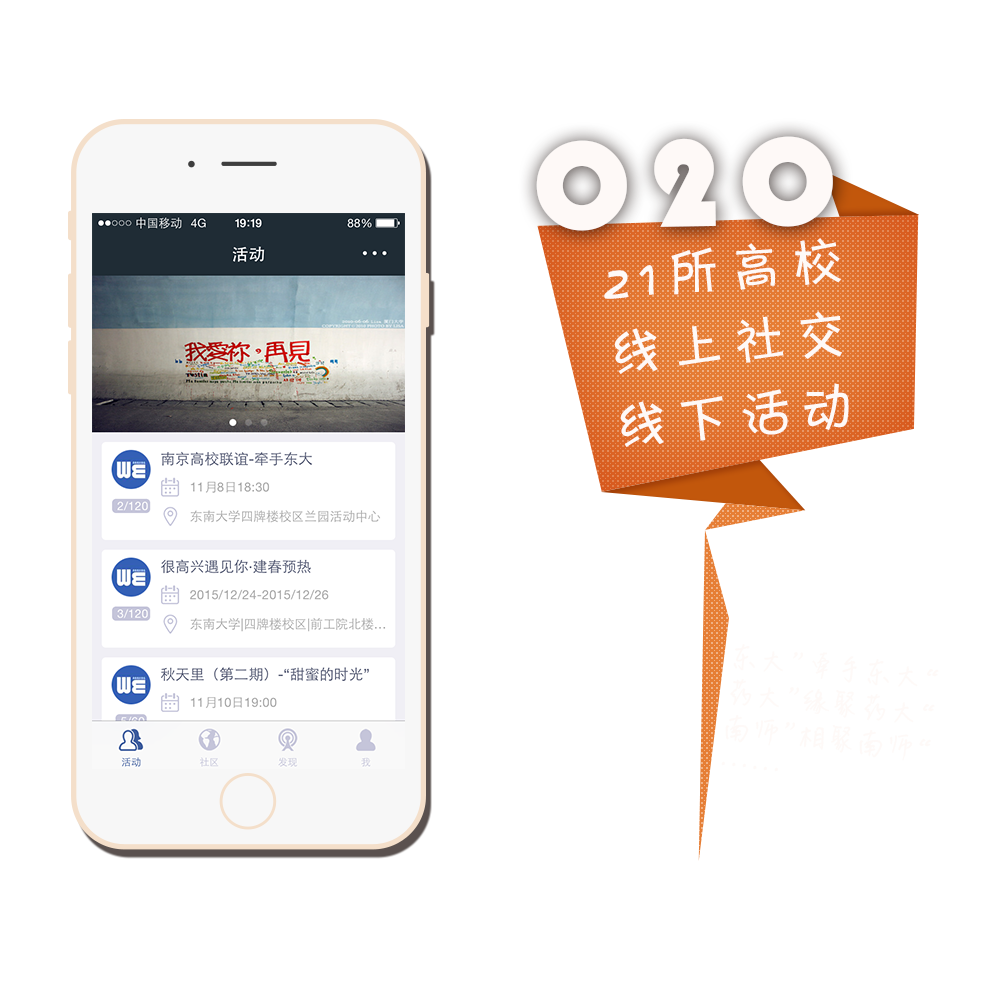 中国移动 4G 19:19 88%
活动
我愛祢，再見
WE
南京高校联谊-牵手东大
11月8日18:30
2/120
东南大学四牌楼校区兰园活动中心
WE
很高兴遇见你·建春预热
2015/12/24-2015/12/26
3/120
东南大学|四牌楼校区|前工院北楼...
WE
秋天里（第二期）-“甜蜜的时光”
11月10日19:00
活动 社区 发现 我
O2O
21所高校
线上社交
线下活动
东大“牵手东大“
药大“缘聚药大“
南师“相聚南师“
......